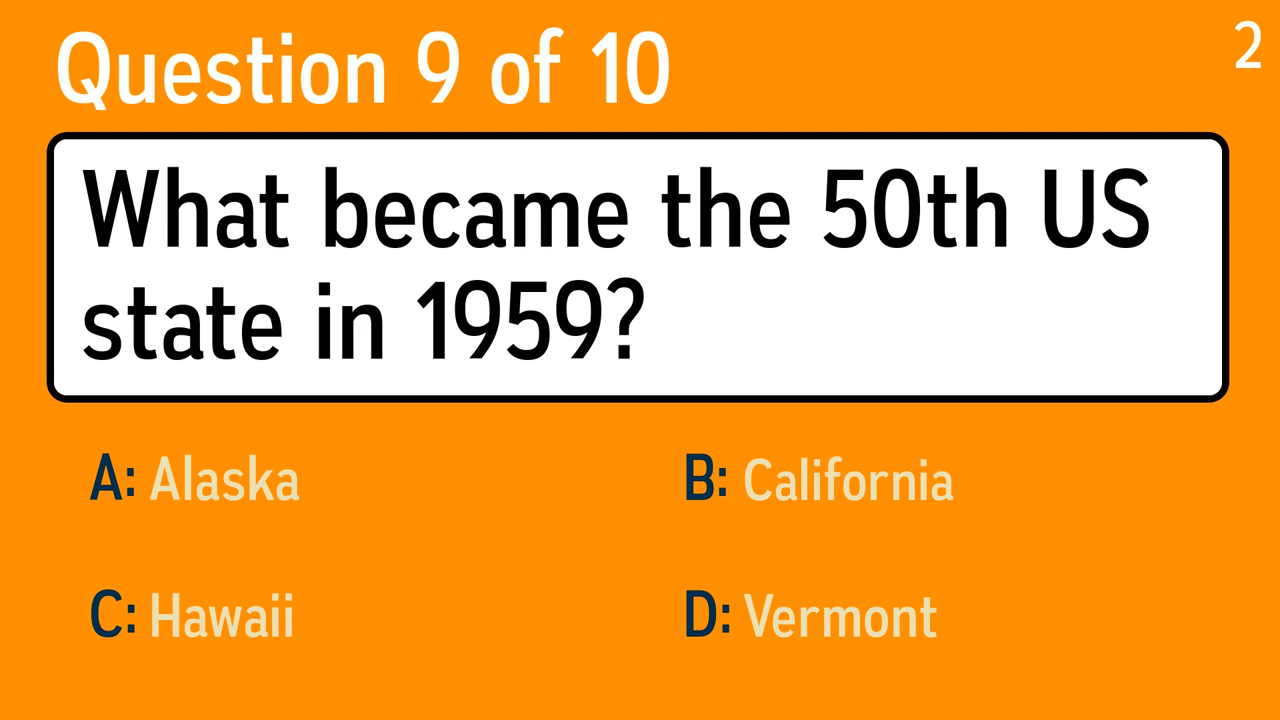 Question 9 of 10
2
What became the 50th US
state in 1959?
A: Alaska
B: California
C: Hawaii
D: Vermont